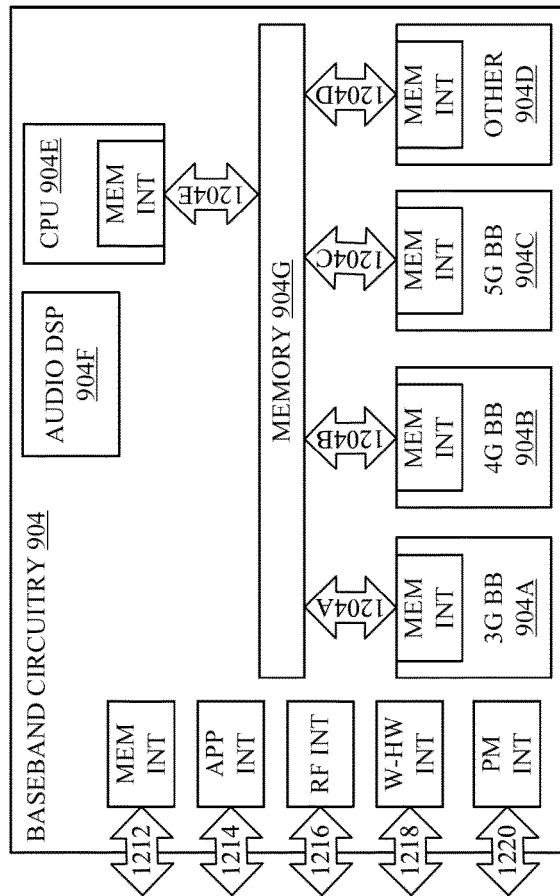 BASEBAND CIRCUITRY 904
AUDIO DSP
904F
CPU 904E
MEM
INT
1204E
MEMORY 904G
1204A
1204B
1204C
1204D
MEM
INT
3G BB
904A
MEM
INT
4G BB
904B
MEM
INT
5G BB
904C
MEM
INT
OTHER
904D
1212
MEM
INT
1214
APP
INT
1216
RF INT
1218
W-HW
INT
1220
PM
INT